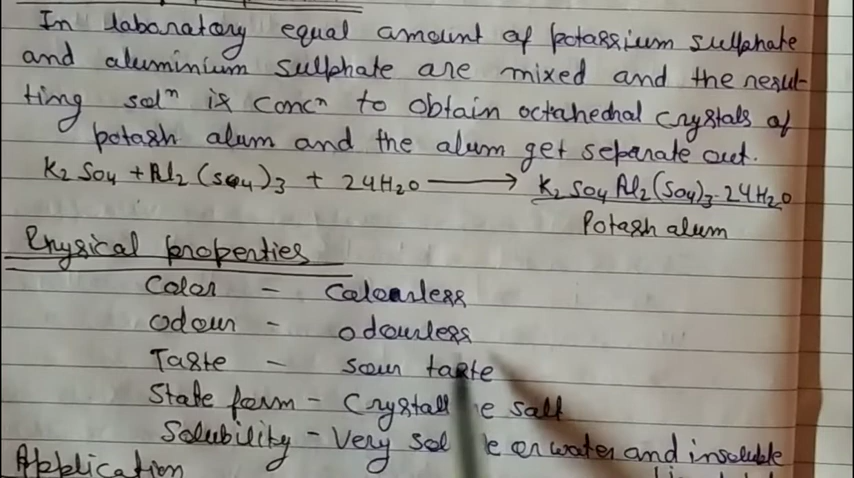 In laboratory equal amount of potassium sulphate
and aluminium sulphate are mixed and the resul-
ting solⁿ is concⁿ to obtain octahedral crystals of
potash alum and the alum get separate out.
K₂SO₄ + Al₂(SO₄)₃ + 24H₂O ⟶ K₂SO₄ Al₂(SO₄)₃. 24H₂O
Potash alum
Physical properties
Color - Colourless
Odour - odourless
Taste - sour taste
State form - Crystall e salt
Solubility - Very sol e water and insoluble
Application